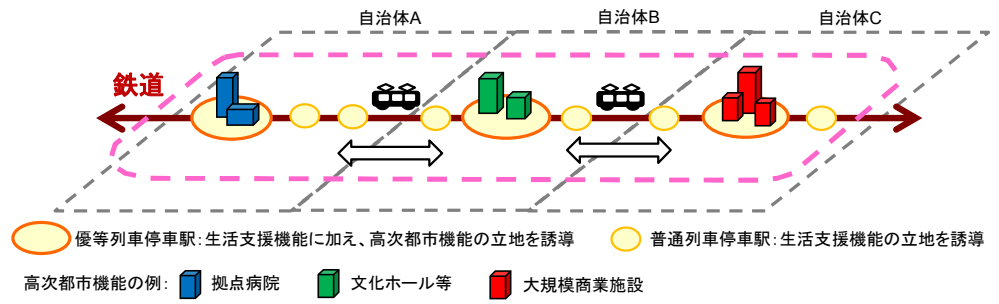 自治体A
自治体B
自治体C
鉄道
優等列車停車駅：生活支援機能に加え、高次都市機能の立地を誘導
普通列車停車駅：生活支援機能の立地を誘導
高次都市機能の例：
拠点病院
文化ホール等
大規模商業施設